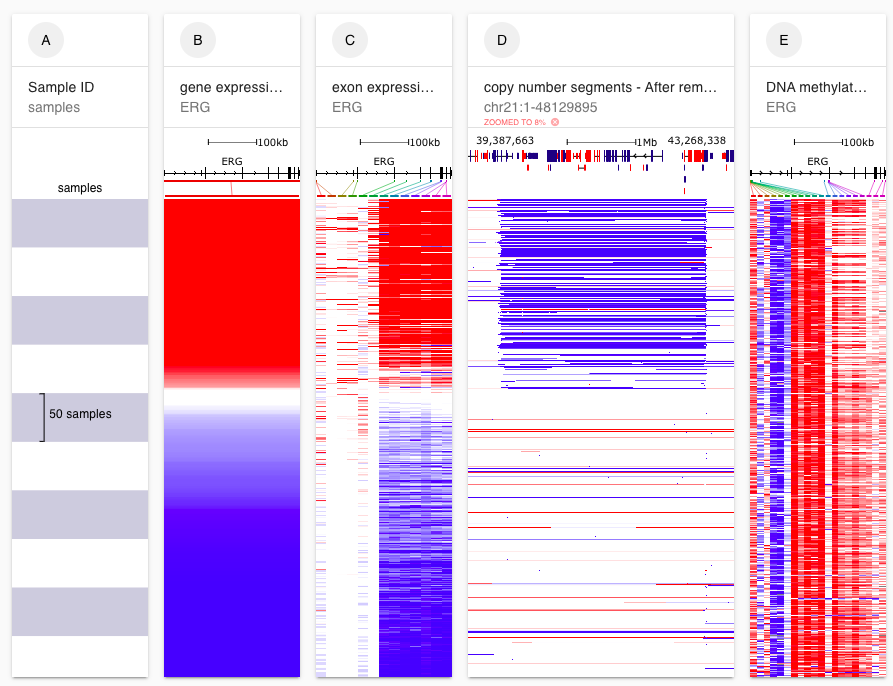 A
B
C
D
E
Sample ID
samples
gene expressi...
ERG
exon expressi...
ERG
copy number segments - After rem...
chr21:1-48129895
ZOOMED TO 8%
DNA methylat...
ERG
100kb
ERG
100kb
ERG
39,387,663
1Mb
43,268,338
100kb
ERG
samples
50 samples